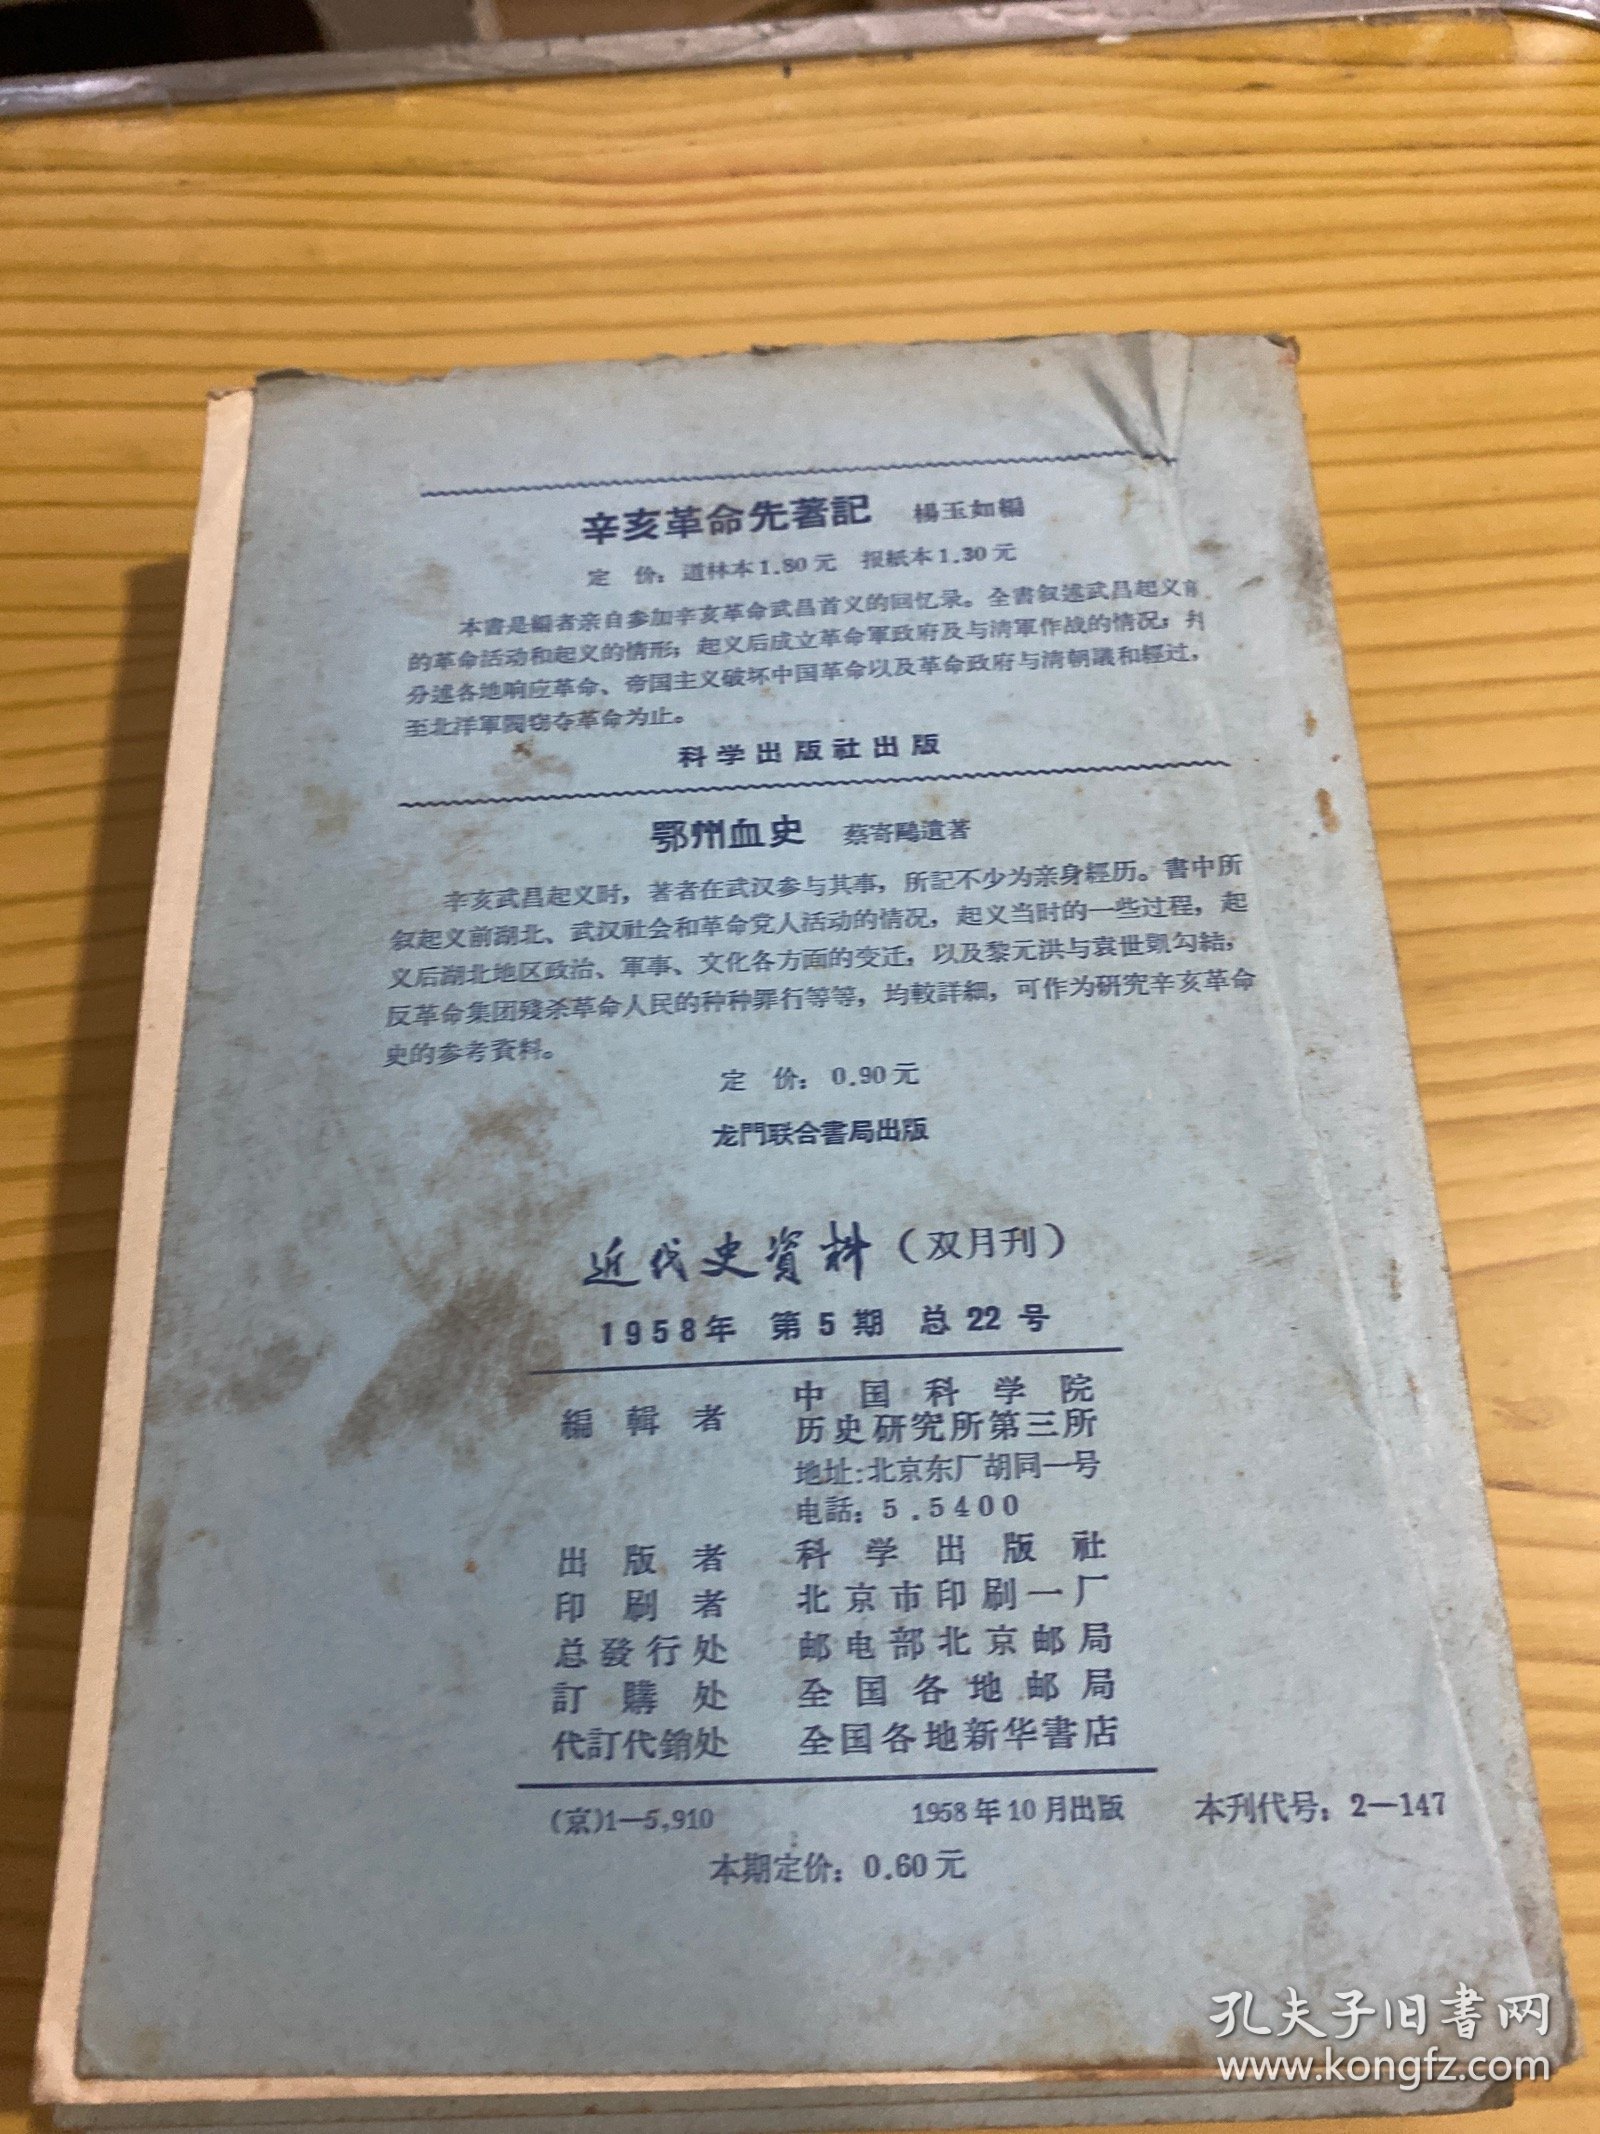 辛亥革命先著記　楊玉如編
定　价：道林本1.80元　报紙本1.30元
本書是編者亲自参加辛亥革命武昌首义的回忆录。全書叙述武昌起义前
的革命活动和起义的情形；起义后成立革命軍政府及与清軍作战的情况；
分述各地响应革命、帝国主义破坏中国革命以及革命政府与清朝議和經过，
至北洋軍閥窃夺革命为止。
科学出版社出版
鄂州血史　蔡寄鷗遺著
辛亥武昌起义时，著者在武汉参与其事，所記不少为亲身經历。書中所
叙起义前湖北、武汉社会和革命党人活动的情况，起义当时的一些过程，起
义后湖北地区政治、軍事、文化各方面的变迁，以及黎元洪与袁世凱勾結，
反革命集团殘杀革命人民的种种罪行等等，均較詳細，可作为研究辛亥革命
史的参考資料。
定　价：0.90元
龙門联合書局出版
近代史資料（双月刊）
1958年　第5期　总22号
編輯者　中国科学院
历史研究所第三所
地址：北京东厂胡同一号
电話：5.5400
出版者　科学出版社
印刷者　北京市印刷一厂
总發行处　邮电部北京邮局
訂購处　全国各地邮局
代訂代銷处　全国各地新华書店
(京)1—5,910　1958年10月出版　本刊代号：2—147
本期定价：0.60元
孔夫子旧书网
www.kongfz.com